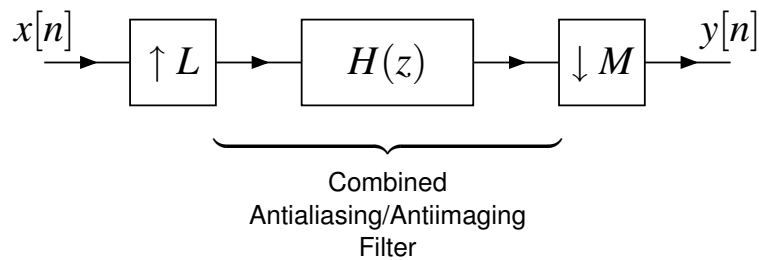 x[n] ↑ L H(z) ↓ M y[n]
Combined
Antialiasing/Antiimaging
Filter